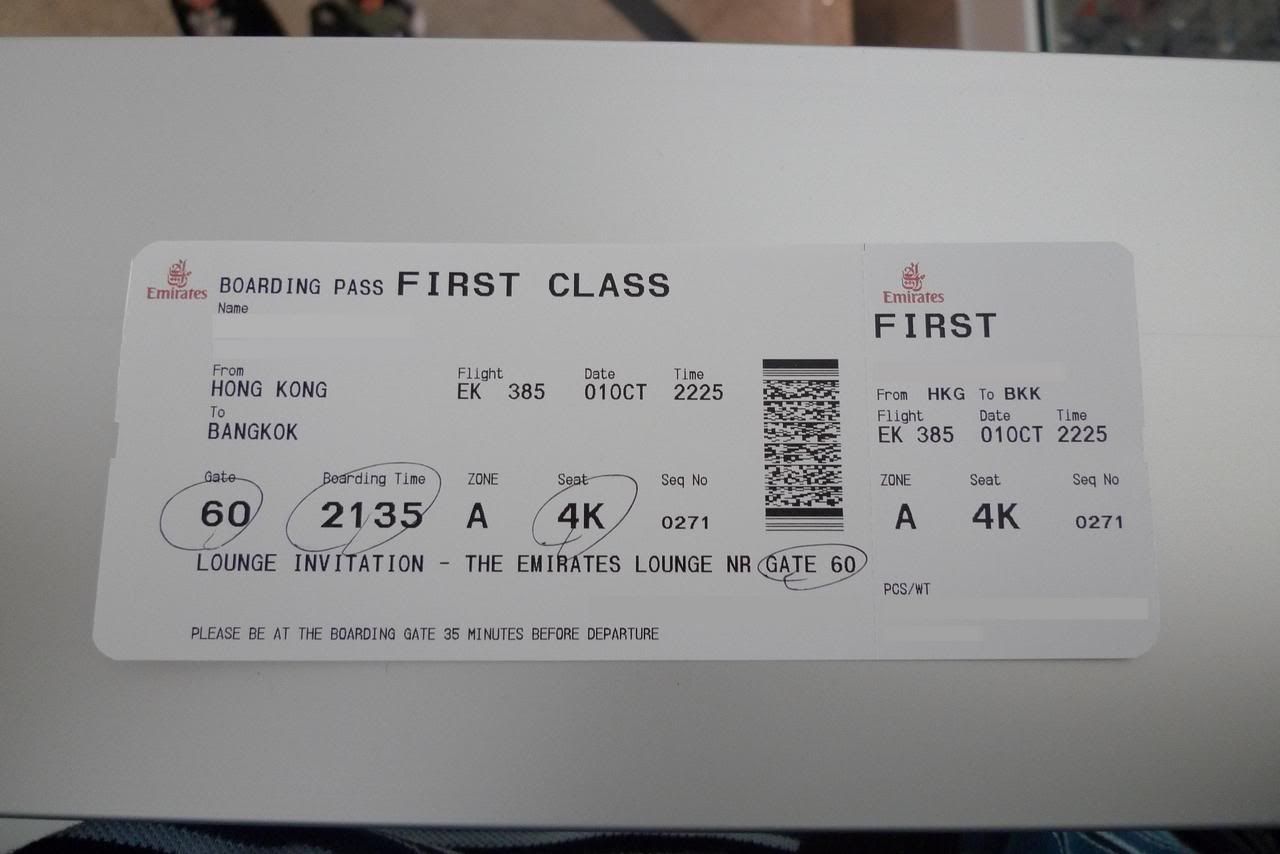 Emirates BOARDING PASS FIRST CLASS
Name
From
HONG KONG
To
BANGKOK
Flight Date Time
EK 385 01OCT 2225
Gate Boarding Time ZONE Seat Seq No
60 2135 A 4K 0271
LOUNGE INVITATION - THE EMIRATES LOUNGE NR GATE 60
PLEASE BE AT THE BOARDING GATE 35 MINUTES BEFORE DEPARTURE
Emirates
FIRST
From HKG To BKK
Flight Date Time
EK 385 01OCT 2225
ZONE Seat Seq No
A 4K 0271
PCS/WT